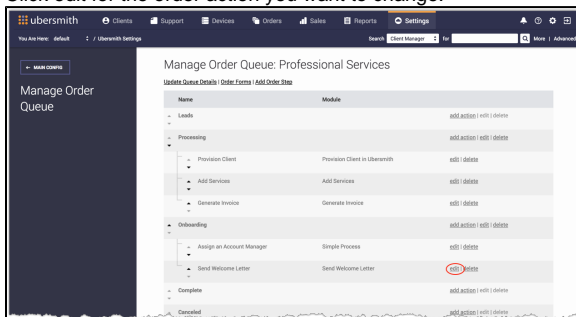 Click edit for the order action you want to change.
ubersmith Clients Support Devices Orders Sales Reports Settings
You Are Here: default / Ubersmith Settings Search Client Manager for More | Advanced
← MAIN CONFIG
Manage Order Queue
Manage Order Queue: Professional Services
Update Queue Details | Order Forms | Add Order Step
Name Module
Leads add action | edit | delete
Processing add action | edit | delete
Provision Client Provision Client in Ubersmith edit | delete
Add Services Add Services edit | delete
Generate Invoice Generate Invoice edit | delete
Onboarding add action | edit | delete
Assign an Account Manager Simple Process edit | delete
Send Welcome Letter Send Welcome Letter edit | delete
Complete add action | edit | delete
Canceled add action | edit | delete